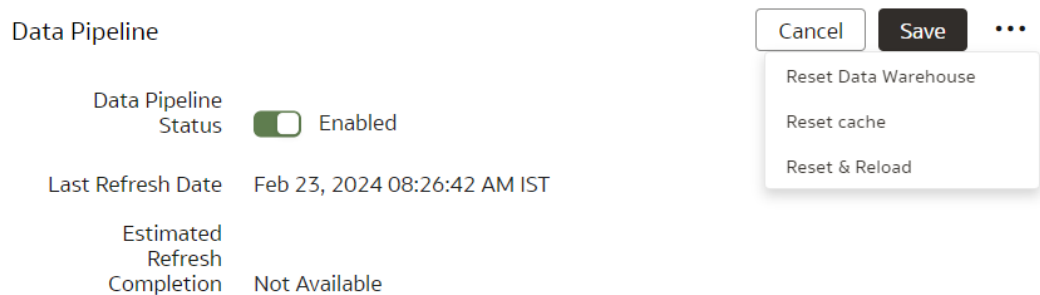 Data Pipeline
Cancel
Save
Reset Data Warehouse
Reset cache
Reset & Reload
Data Pipeline
Status
Enabled
Last Refresh Date
Feb 23, 2024 08:26:42 AM IST
Estimated
Refresh
Completion
Not Available